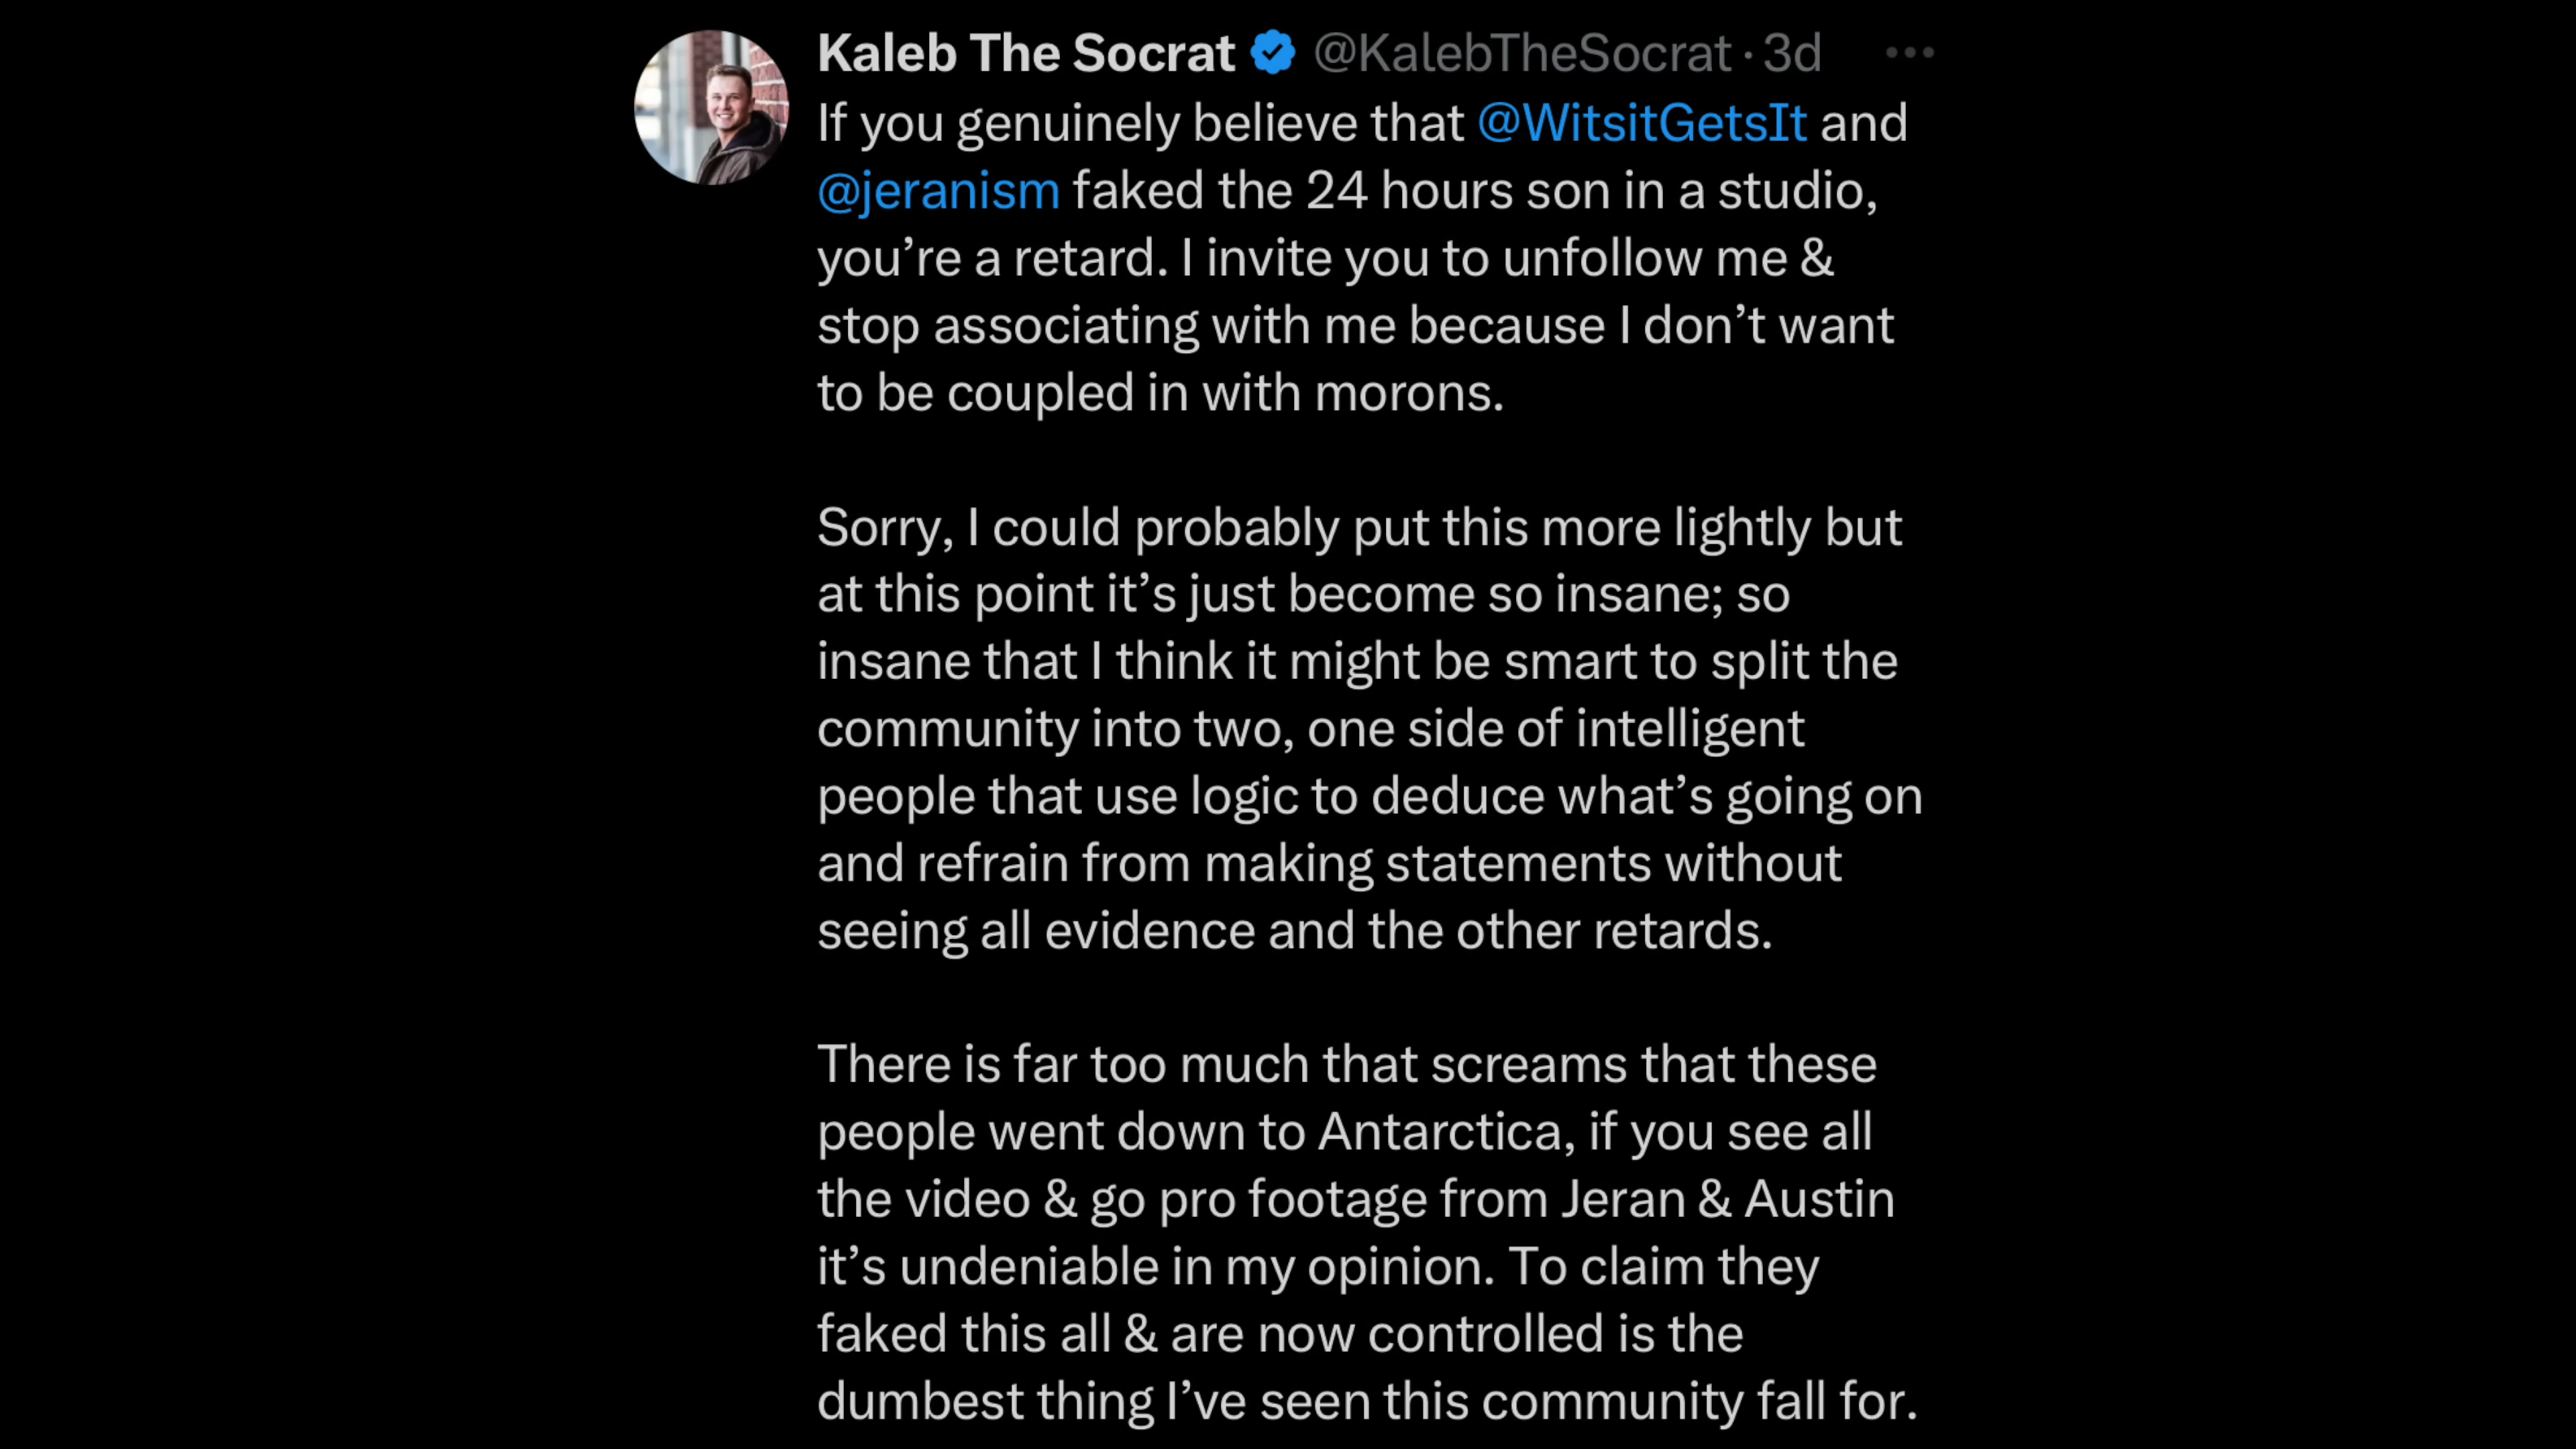 Kaleb The Socrat @KalebTheSocrat · 3d
If you genuinely believe that @WitsitGetsIt and
@jeranism faked the 24 hours son in a studio,
you’re a retard. I invite you to unfollow me &
stop associating with me because I don’t want
to be coupled in with morons.
Sorry, I could probably put this more lightly but
at this point it’s just become so insane; so
insane that I think it might be smart to split the
community into two, one side of intelligent
people that use logic to deduce what’s going on
and refrain from making statements without
seeing all evidence and the other retards.
There is far too much that screams that these
people went down to Antarctica, if you see all
the video & go pro footage from Jeran & Austin
it’s undeniable in my opinion. To claim they
faked this all & are now controlled is the
dumbest thing I’ve seen this community fall for.